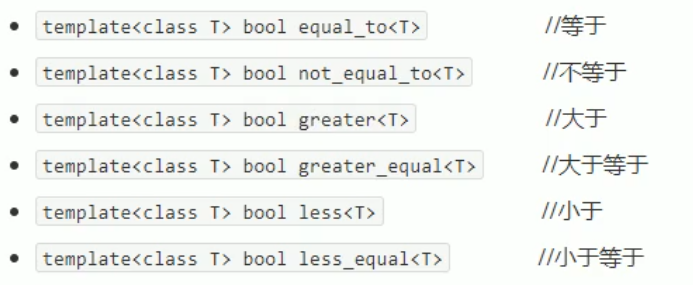 • template<class T> bool equal_to<T> //等于
• template<class T> bool not_equal_to<T> //不等于
• template<class T> bool greater<T> //大于
• template<class T> bool greater_equal<T> //大于等于
• template<class T> bool less<T> //小于
• template<class T> bool less_equal<T> //小于等于